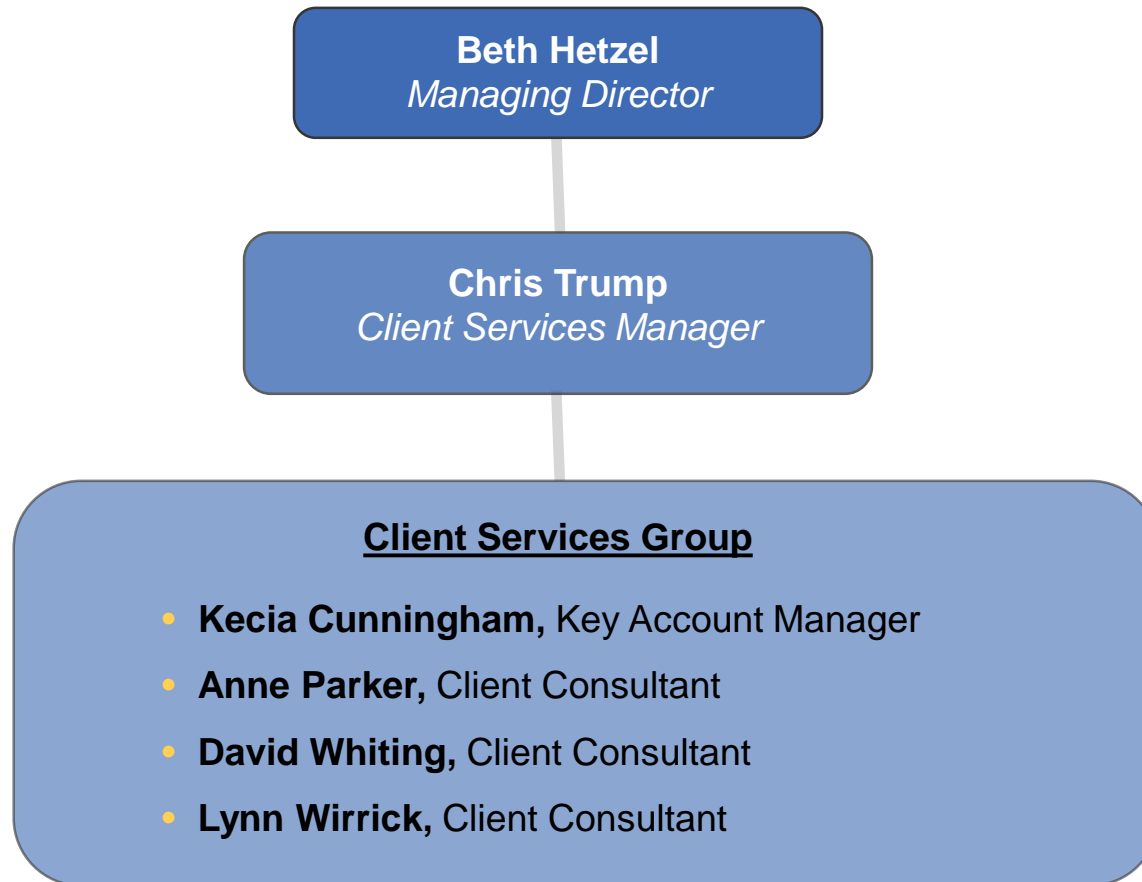 Beth Hetzel
Managing Director
Chris Trump
Client Services Manager
Client Services Group
• Kecia Cunningham, Key Account Manager
• Anne Parker, Client Consultant
• David Whiting, Client Consultant
• Lynn Wirrick, Client Consultant